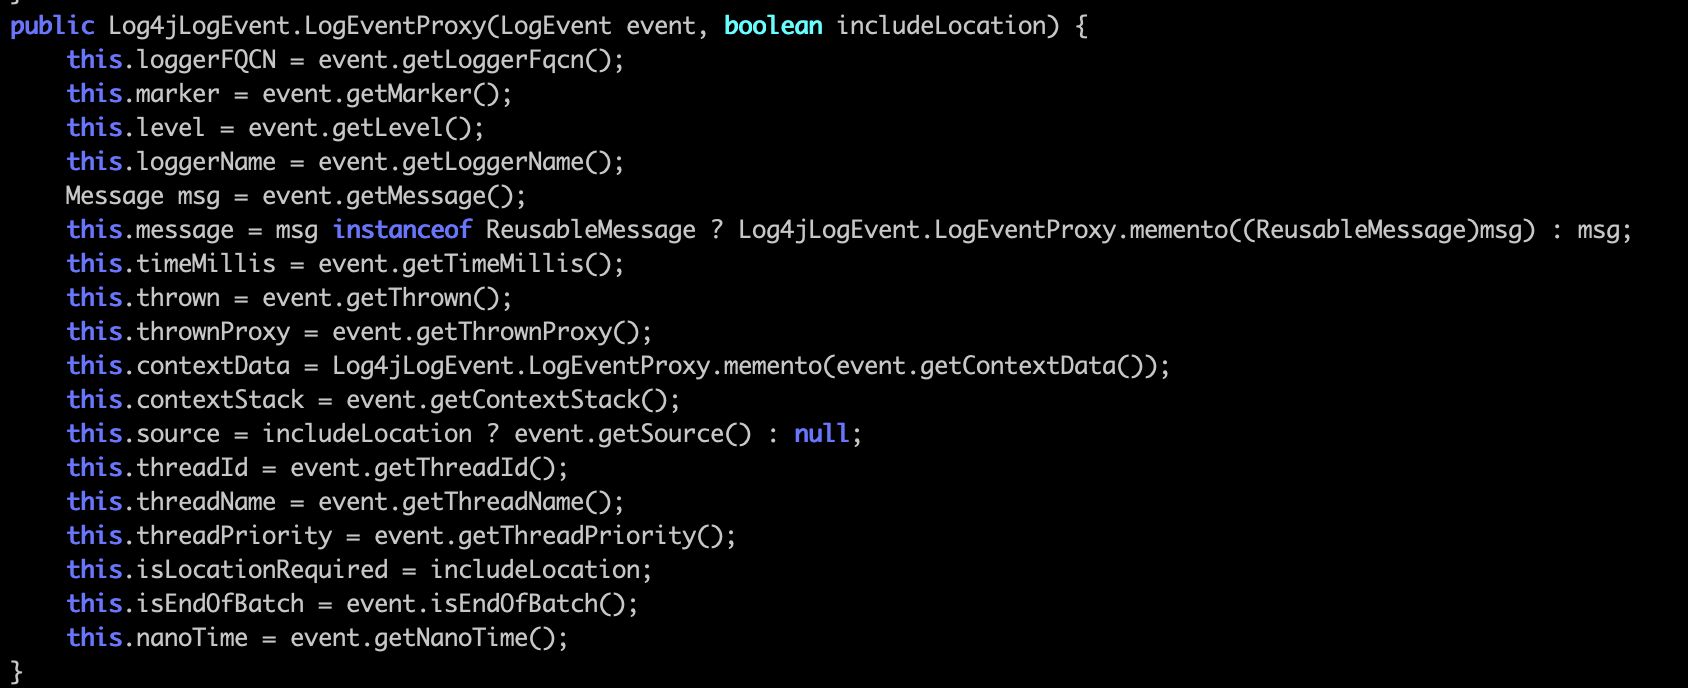 }
public Log4jLogEvent.LogEventProxy(LogEvent event, boolean includeLocation) {
    this.loggerFQCN = event.getLoggerFqcn();
    this.marker = event.getMarker();
    this.level = event.getLevel();
    this.loggerName = event.getLoggerName();
    Message msg = event.getMessage();
    this.message = msg instanceof ReusableMessage ? Log4jLogEvent.LogEventProxy.memento((ReusableMessage)msg) : msg;
    this.timeMillis = event.getTimeMillis();
    this.thrown = event.getThrown();
    this.thrownProxy = event.getThrownProxy();
    this.contextData = Log4jLogEvent.LogEventProxy.memento(event.getContextData());
    this.contextStack = event.getContextStack();
    this.source = includeLocation ? event.getSource() : null;
    this.threadId = event.getThreadId();
    this.threadName = event.getThreadName();
    this.threadPriority = event.getThreadPriority();
    this.isLocationRequired = includeLocation;
    this.isEndOfBatch = event.isEndOfBatch();
    this.nanoTime = event.getNanoTime();
}